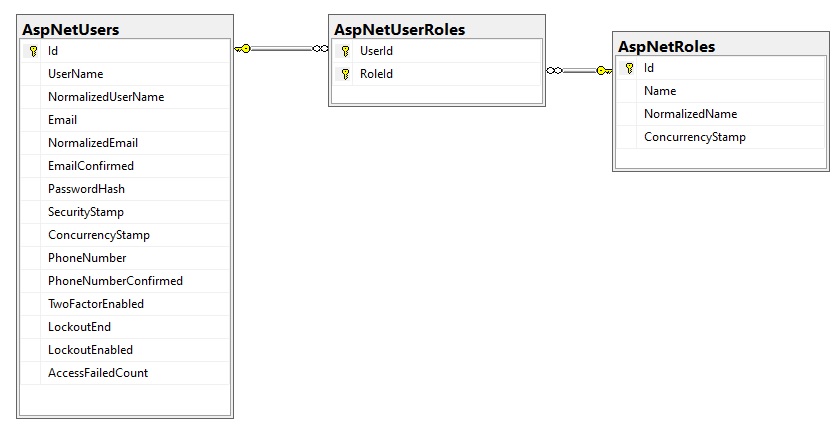 AspNetUsers
Id
UserName
NormalizedUserName
Email
NormalizedEmail
EmailConfirmed
PasswordHash
SecurityStamp
ConcurrencyStamp
PhoneNumber
PhoneNumberConfirmed
TwoFactorEnabled
LockoutEnd
LockoutEnabled
AccessFailedCount
AspNetUserRoles
UserId
RoleId
AspNetRoles
Id
Name
NormalizedName
ConcurrencyStamp